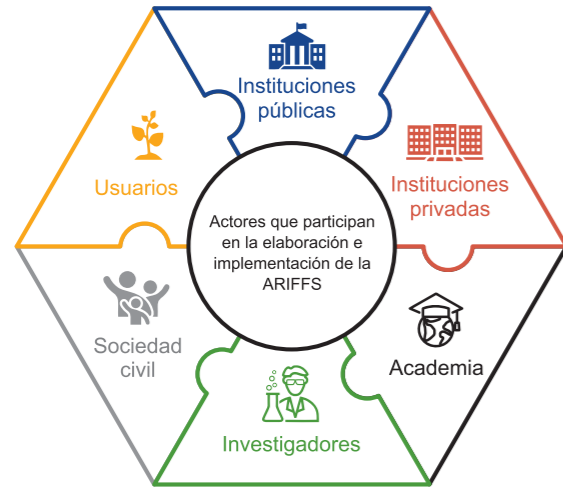 Instituciones
públicas
Usuarios
Instituciones
privadas
Actores que participan
en la elaboración e
implementación de la
ARIFFS
Sociedad
civil
Academia
Investigadores